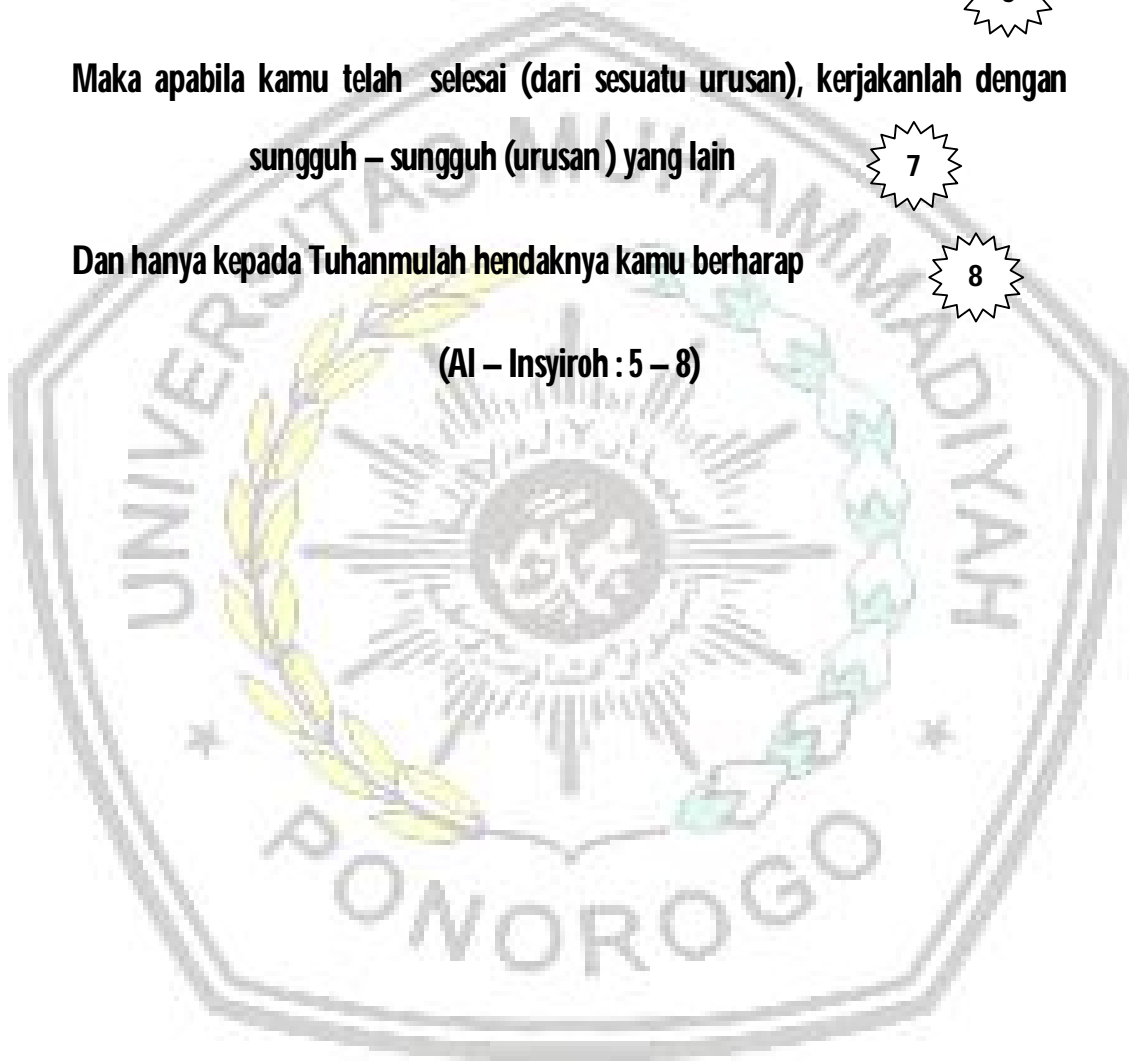 Maka apabila kamu telah selesai (dari sesuatu urusan), kerjakanlah dengan
sungguh – sungguh (urusan ) yang lain
7
Dan hanya kepada Tuhanmulah hendaknya kamu berharap
8
(Al – Insyiroh : 5 – 8)
UNIVERSITAS MUHAMMADIYAH
PONOROGO